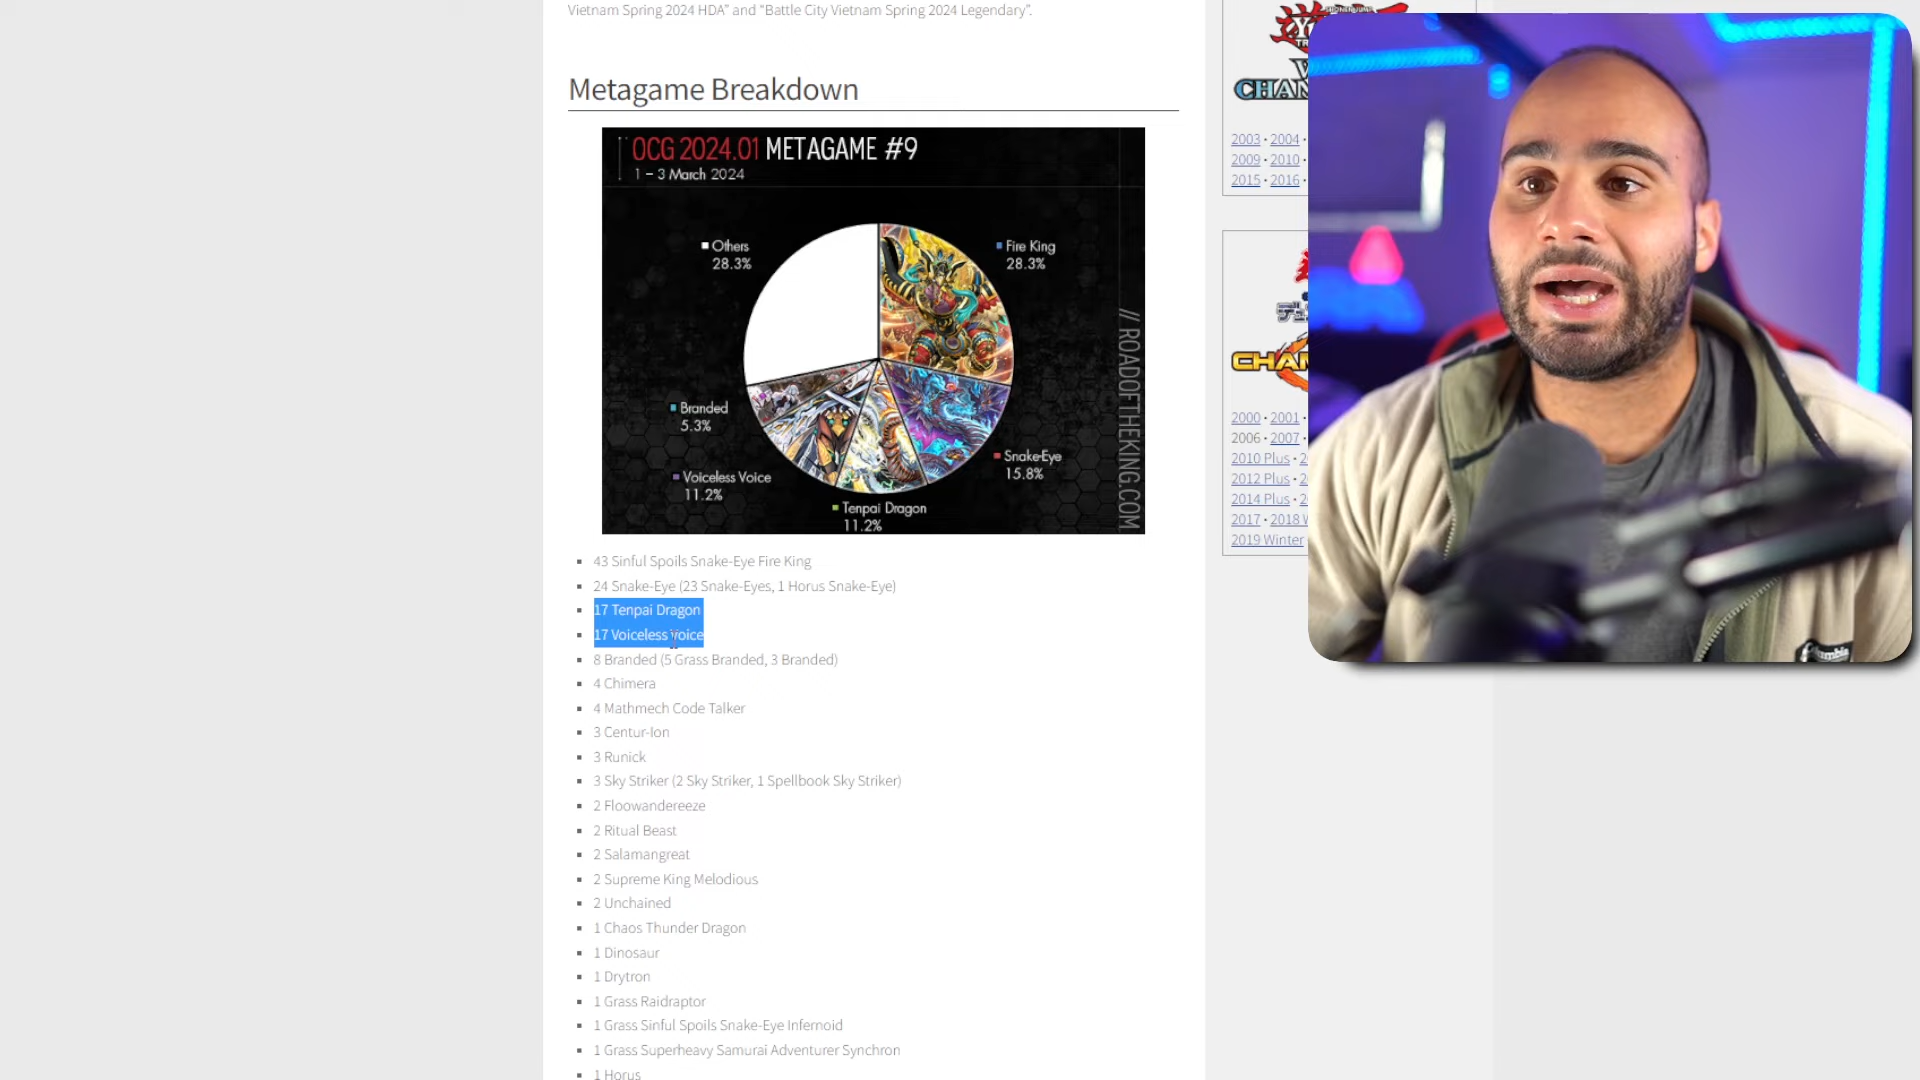 Vietnam Spring 2024 HDA” and “Battle City Vietnam Spring 2024 Legendary”.
Metagame Breakdown
OCG 2024.01 METAGAME #9
1 – 3 March 2024
Others
28.3%
Fire King
28.3%
Branded
5.3%
Snake-Eye
15.8%
Voiceless Voice
11.2%
Tenpai Dragon
11.2%
// ROADOFTHEKING.COM
▪ 43 Sinful Spoils Snake-Eye Fire King
▪ 24 Snake-Eye (23 Snake-Eyes, 1 Horus Snake-Eye)
▪ 17 Tenpai Dragon
▪ 17 Voiceless Voice
▪ 8 Branded (5 Grass Branded, 3 Branded)
▪ 4 Chimera
▪ 4 Mathmech Code Talker
▪ 3 Centur-Ion
▪ 3 Runick
▪ 3 Sky Striker (2 Sky Striker, 1 Spellbook Sky Striker)
▪ 2 Floowandereeze
▪ 2 Ritual Beast
▪ 2 Salamangreat
▪ 2 Supreme King Melodious
▪ 2 Unchained
▪ 1 Chaos Thunder Dragon
▪ 1 Dinosaur
▪ 1 Drytron
▪ 1 Grass Raidraptor
▪ 1 Grass Sinful Spoils Snake-Eye Infernoid
▪ 1 Grass Superheavy Samurai Adventurer Synchron
▪ 1 Horus
SHONEN JUMP
CHAN
2003 • 2004 •
2009 • 2010 •
2015 • 2016 •
CHAM
2000 • 2001 •
2006 • 2007 •
2010 Plus • 2
2012 Plus • 2
2014 Plus • 2
2017 • 2018 W
2019 Winter
Columbia